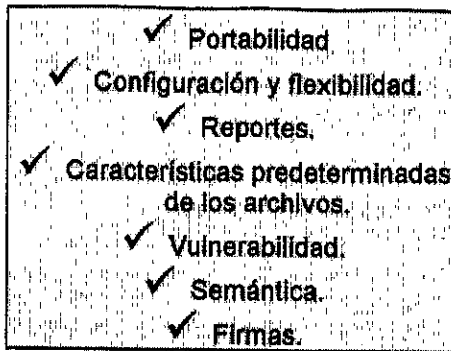 ✓ Portabilidad
✓ Configuración y flexibilidad.
✓ Reportes.
✓ Características predeterminadas
de los archivos.
✓ Vulnerabilidad.
✓ Semántica.
✓ Firmas.